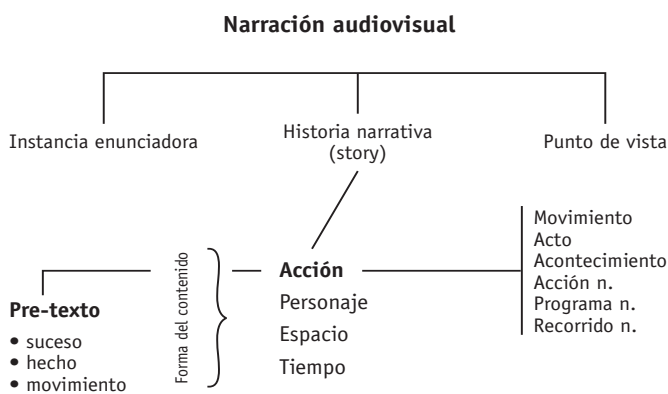 Narración audiovisual
Instancia enunciadora
Historia narrativa
(story)
Punto de vista
Pre-texto
• suceso
• hecho
• movimiento
Forma del contenido
Acción
Personaje
Espacio
Tiempo
Movimiento
Acto
Acontecimiento
Acción n.
Programa n.
Recorrido n.